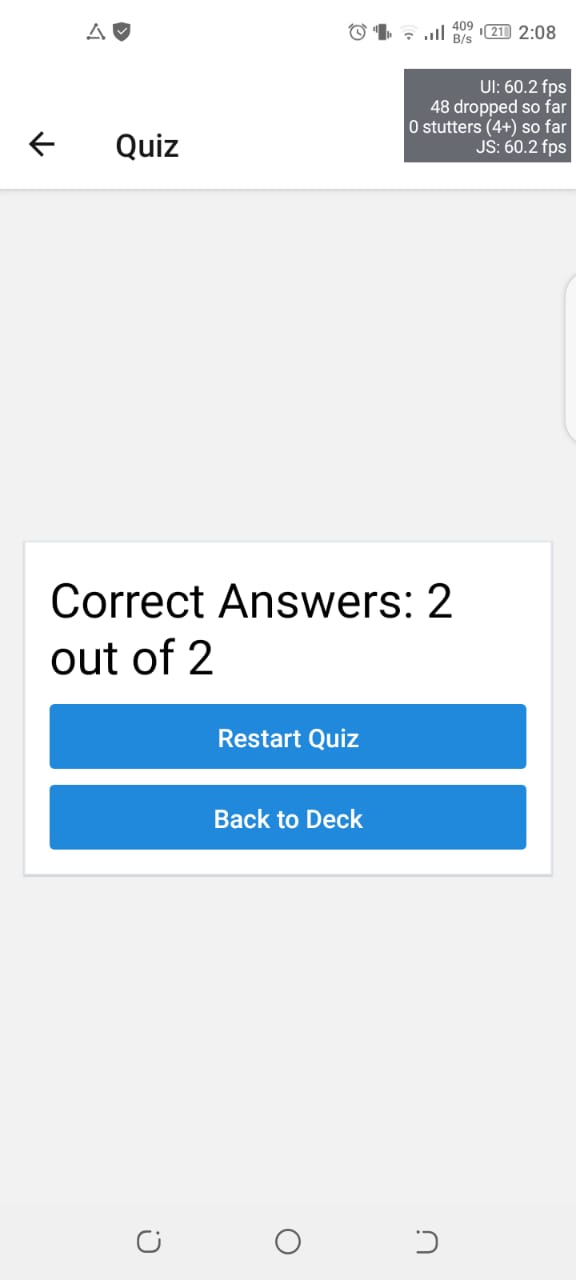 409
B/s
21
2:08
UI: 60.2 fps
48 dropped so far
0 stutters (4+) so far
JS: 60.2 fps
Quiz
Correct Answers: 2
out of 2
Restart Quiz
Back to Deck